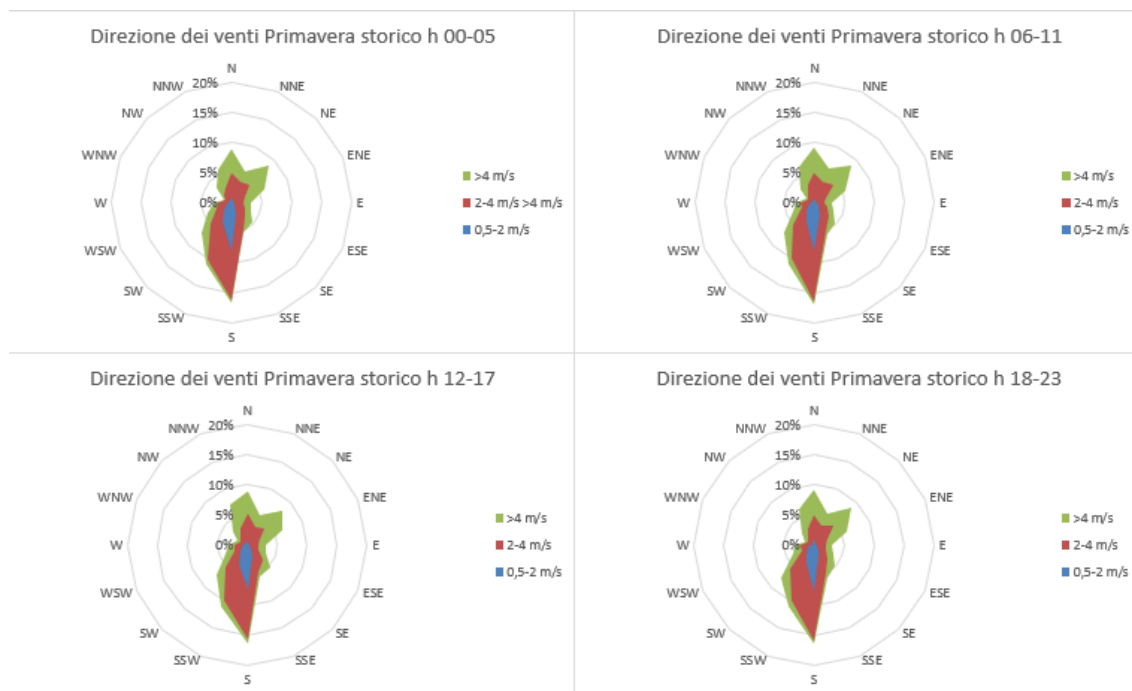 Direzione dei venti Primavera storico h 00-05
N
NNW 20% NNE
NW 15% NE
WNW 10% ENE
5%
W 0% E
WSW ESE
SW SE
SSW SSE
S
>4 m/s
2-4 m/s >4 m/s
0,5-2 m/s
Direzione dei venti Primavera storico h 06-11
N
NNW 20% NNE
NW 15% NE
WNW 10% ENE
5%
W 0% E
WSW ESE
SW SE
SSW SSE
S
>4 m/s
2-4 m/s
0,5-2 m/s
Direzione dei venti Primavera storico h 12-17
N
NNW 20% NNE
NW 15% NE
WNW 10% ENE
5%
W 0% E
WSW ESE
SW SE
SSW SSE
S
>4 m/s
2-4 m/s
0,5-2 m/s
Direzione dei venti Primavera storico h 18-23
N
NNW 20% NNE
NW 15% NE
WNW 10% ENE
5%
W 0% E
WSW ESE
SW SE
SSW SSE
S
>4 m/s
2-4 m/s
0,5-2 m/s